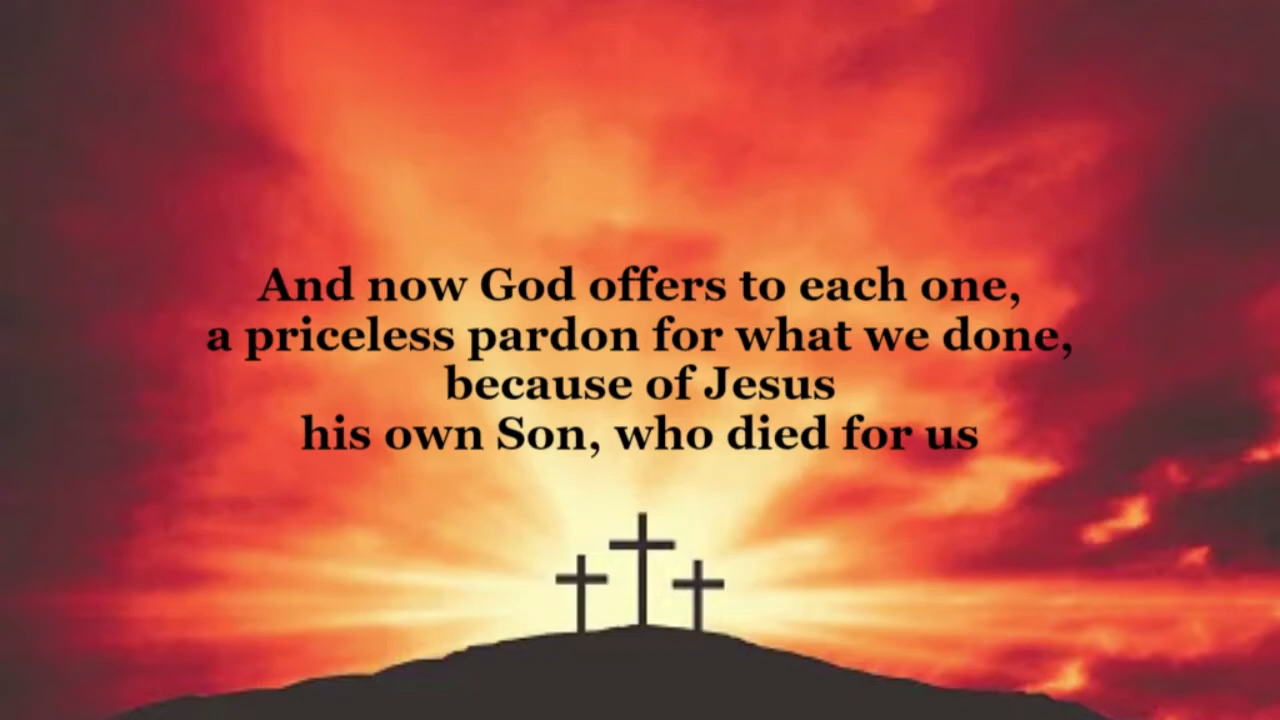 And now God offers to each one,
a priceless pardon for what we done,
because of Jesus
his own Son, who died for us